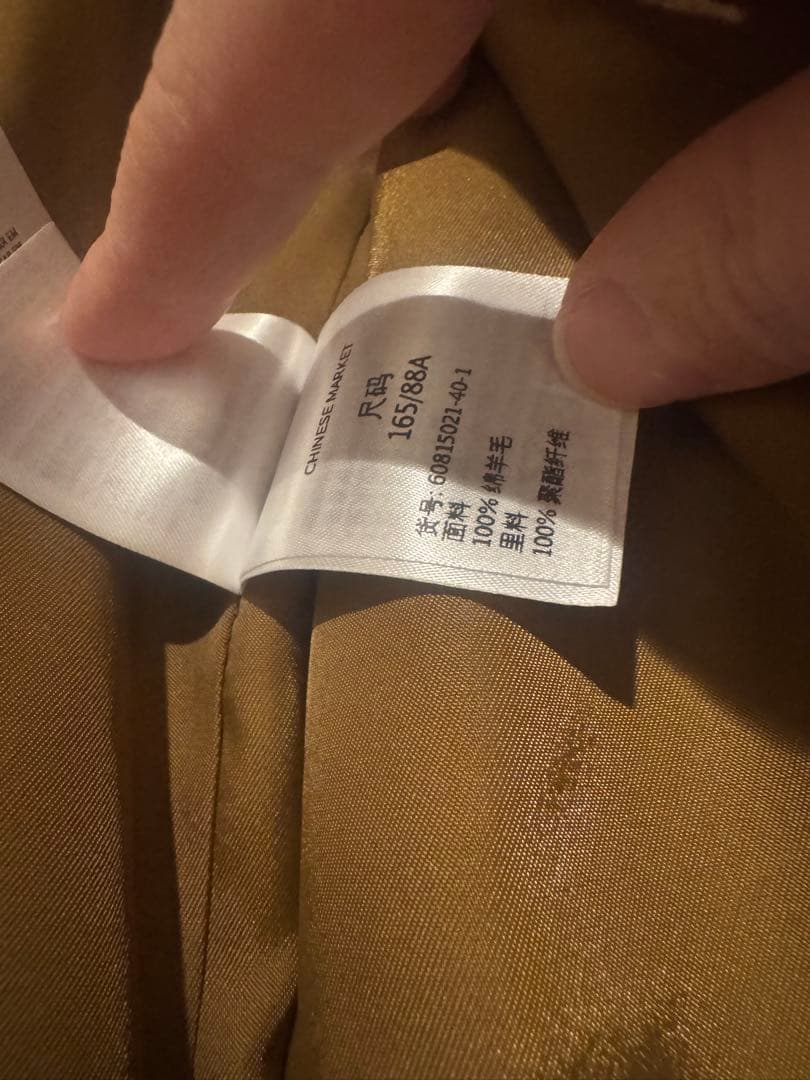 CHINESE MARKET
尺码
165/88A
货号: 60815021-40-1
面料
100% 绵羊毛
里料
100% 聚酯纤维